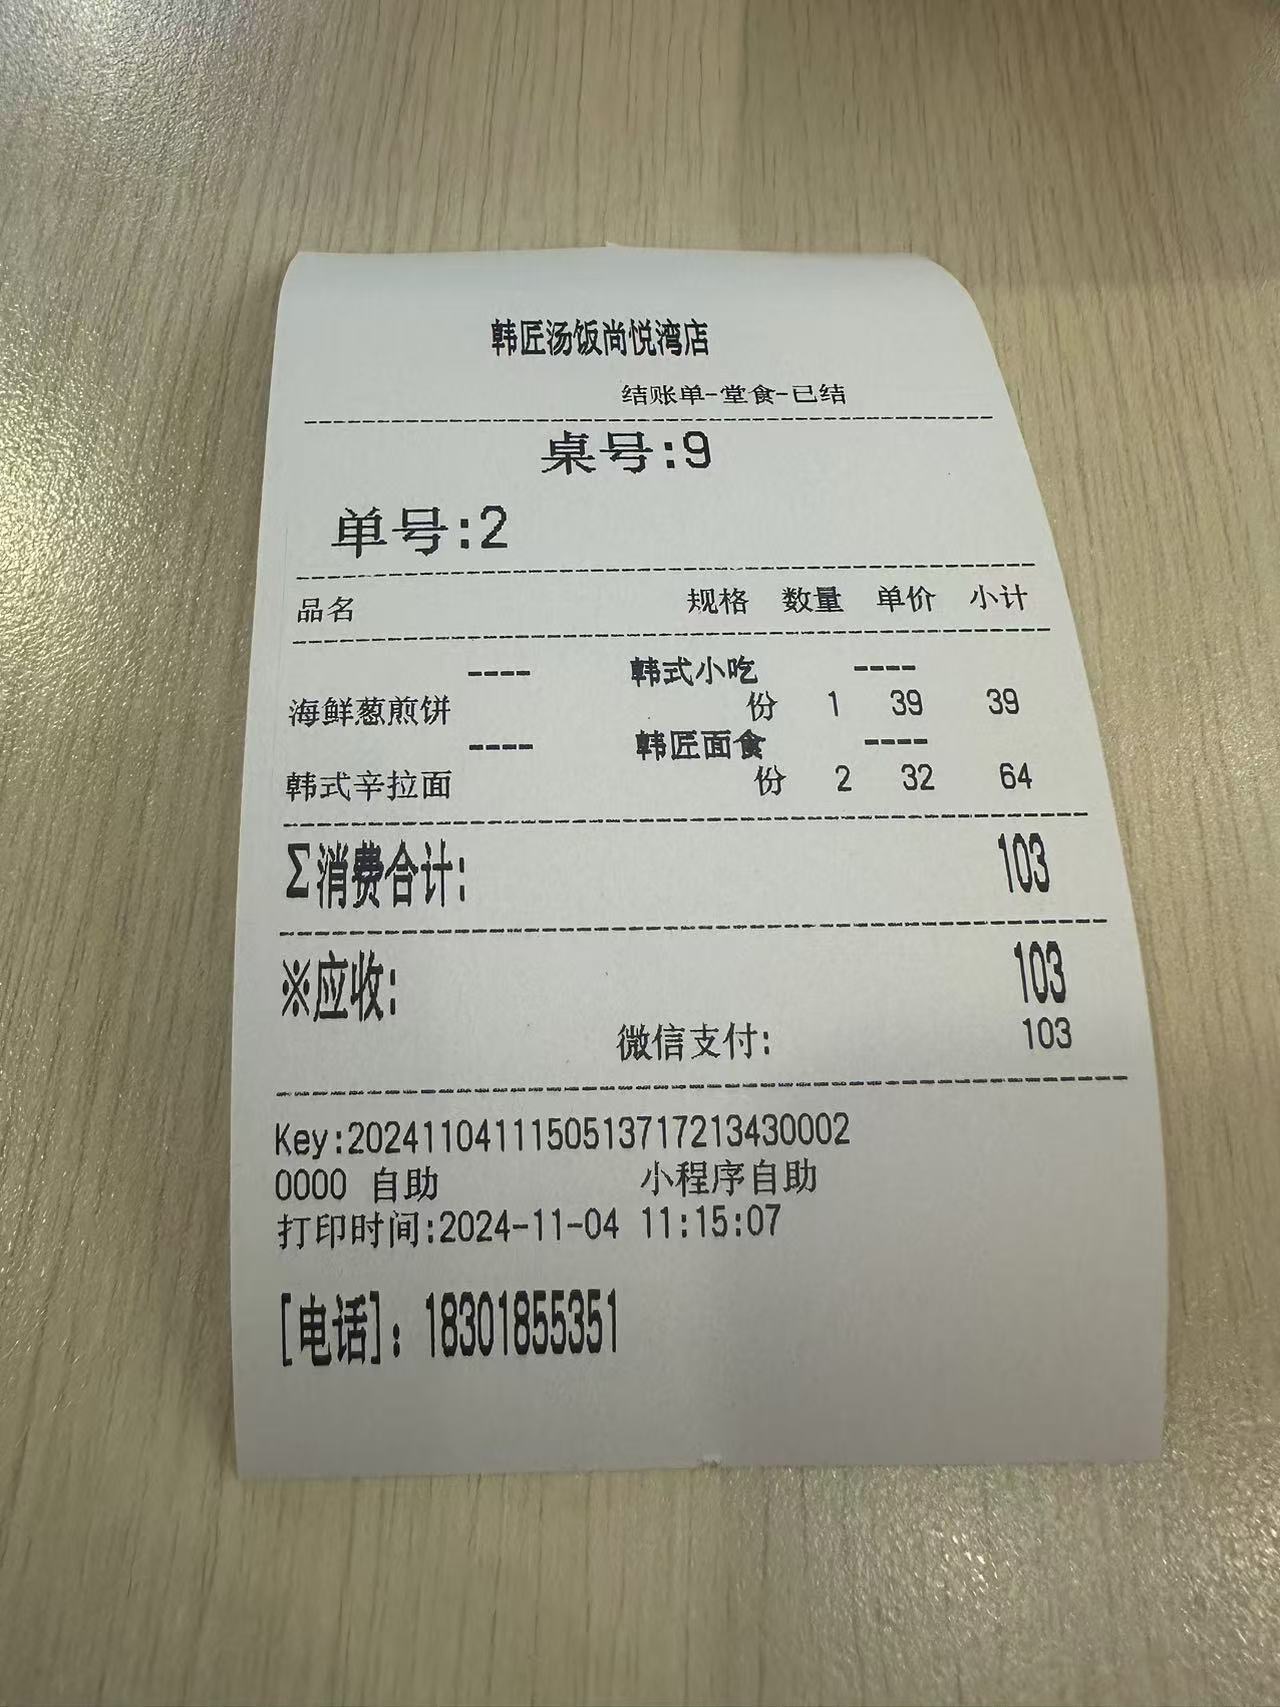 韩匠汤饭尚悦湾店
结账单-堂食-已结
桌号:9
单号:2
品名 规格 数量 单价 小计
---- 韩式小吃 ----
海鲜葱煎饼 份 1 39 39
---- 韩匠面食 ----
韩式辛拉面 份 2 32 64
Σ消费合计: 103
※应收: 103
微信支付: 103
Key:20241104111505137172134300​02
0000 自助 小程序自助
打印时间:2024-11-04 11:15:07
[电话]: 18301855351